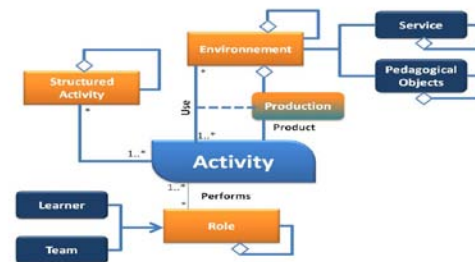 Service
Environnement
Pedagogical
Objects
Structured
Activity
*
*
Use
Production
Product
1..*
1..*
Activity
1..*
Performs
*
Learner
Role
Team